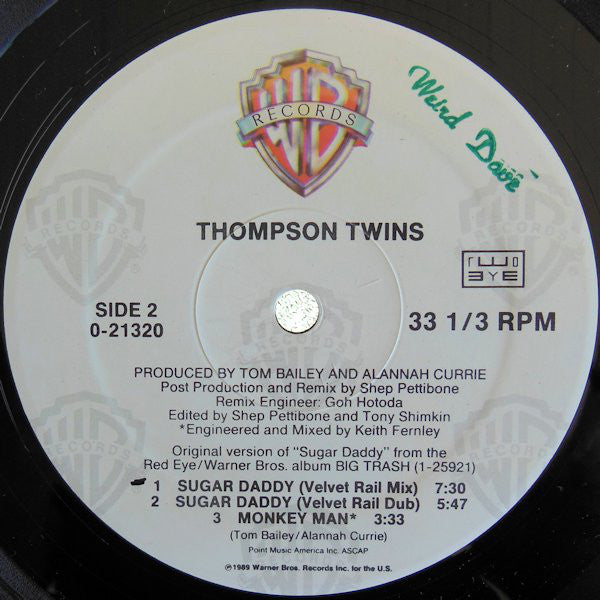 Weird Dave
WB
RECORDS
THOMPSON TWINS
SIDE 2
0-21320
33 1/3 RPM
PRODUCED BY TOM BAILEY AND ALANNAH CURRIE
Post Production and Remix by Shep Pettibone
Remix Engineer: Goh Hotoda
Edited by Shep Pettibone and Tony Shimkin
*Engineered and Mixed by Keith Fernley
Original version of "Sugar Daddy" from the
Red Eye/Warner Bros. album BIG TRASH (1-25921)
1 SUGAR DADDY (Velvet Rail Mix) 7:30
2 SUGAR DADDY (Velvet Rail Dub) 5:47
3 MONKEY MAN* 3:33
(Tom Bailey/Alannah Currie)
Point Music America Inc. ASCAP
℗1989 Warner Bros. Records Inc. for the U.S.